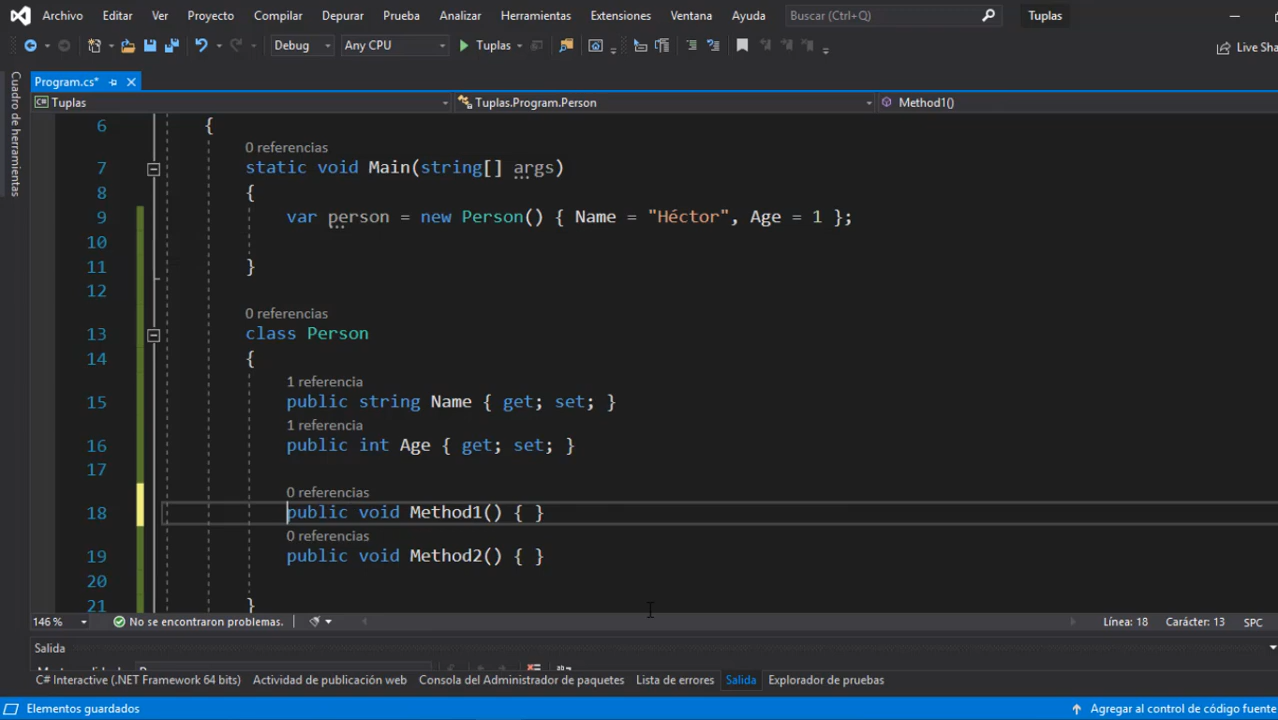 Archivo Editar Ver Proyecto Compilar Depurar Prueba Analizar Herramientas Extensiones Ventana Ayuda Buscar (Ctrl+Q) Tuplas
Debug Any CPU Tuplas Live Sha
Cuadro de herramientas
Program.cs*
Tuplas Tuplas.Program.Person Method1()
6 {
0 referencias
7 static void Main(string[] args)
8 {
9 var person = new Person() { Name = "Héctor", Age = 1 };
10
11 }
12
0 referencias
13 class Person
14 {
1 referencia
15 public string Name { get; set; }
1 referencia
16 public int Age { get; set; }
17
0 referencias
18 public void Method1() { }
0 referencias
19 public void Method2() { }
20
21 }
146 % No se encontraron problemas. Línea: 18 Carácter: 13 SPC
Salida
C# Interactive (.NET Framework 64 bits) Actividad de publicación web Consola del Administrador de paquetes Lista de errores Salida Explorador de pruebas
Elementos guardados Agregar al control de código fuente